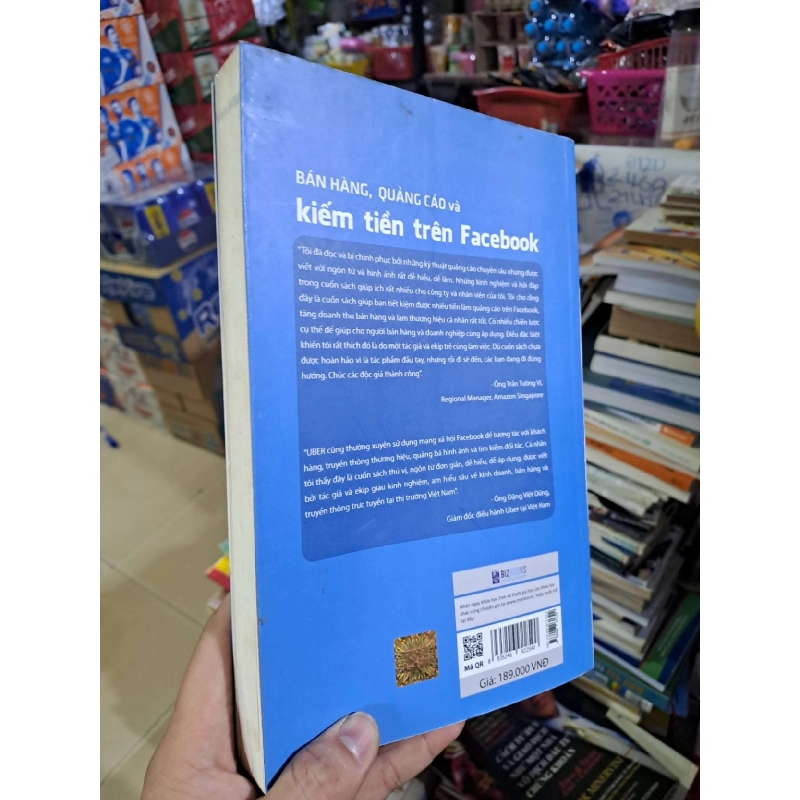 BÁN HÀNG, QUẢNG CÁO và
kiếm tiền trên Facebook
"Tôi đã đọc và bị chinh phục bởi những kỹ thuật quảng cáo chuyên sâu nhưng được
viết với ngôn từ và hình ảnh rất dễ hiểu, dễ làm. Những kinh nghiệm và hỏi đáp
trong cuốn sách giúp ích rất nhiều cho công ty và nhân viên của tôi. Tôi cho rằng
đây là cuốn sách giúp bạn tiết kiệm được nhiều tiền làm quảng cáo trên Facebook,
tăng doanh thu bán hàng và làm thương hiệu cá nhân rất tốt. Có nhiều chiến lược
cụ thể để giúp cho người bán hàng và doanh nghiệp cùng áp dụng. Điều đặc biệt
khiến tôi rất thích đó là do một tác giả và ekip trẻ cùng làm việc. Dù cuốn sách chưa
được hoàn hảo vì là tác phẩm đầu tay, nhưng rồi đi sẽ đến, các bạn đang đi đúng
hướng. Chúc các độc giả thành công".
- Ông Trần Tường Vi,
Regional Manager, Amazon Singapore
"UBER cũng thường xuyên sử dụng mạng xã hội Facebook để tương tác với khách
hàng, truyền thông thương hiệu, quảng bá hình ảnh và tìm kiếm đối tác. Cá nhân
tôi thấy đây là cuốn sách thú vị, ngôn từ đơn giản, dễ hiểu, dễ áp dụng, được viết
bởi tác giả và ekip giàu kinh nghiệm, am hiểu sâu về kinh doanh, bán hàng và
truyền thông trực tuyến tại thị trường Việt Nam".
- Ông Đặng Việt Dũng,
Giám đốc điều hành Uber tại Việt Nam
Mã QR
Giá: 189.000 VNĐ